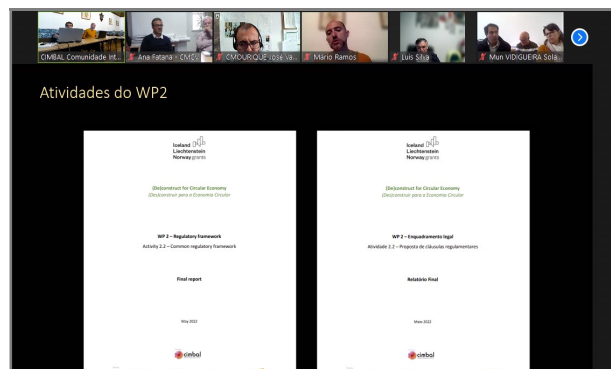 CIMBAL Comunidade Int...
Ana Fatana - CMCV
CMOURIQUE José Va...
Mário Ramos
Luis Silva
Mun VIDIGUEIRA Sola
Atividades do WP2
Iceland
Liechtenstein
Norway grants
(De)construct for Circular Economy
(Des)construir para a Economia Circular
WP 2 – Regulatory framework
Activity 2.2 – Common regulatory framework
Final report
May 2022
cimbal
Iceland
Liechtenstein
Norway grants
(De)construct for Circular Economy
(Des)construir para a Economia Circular
WP 2 – Enquadramento legal
Atividade 2.2 – Proposta de cláusulas regulamentares
Relatório Final
Maio 2022
cimbal